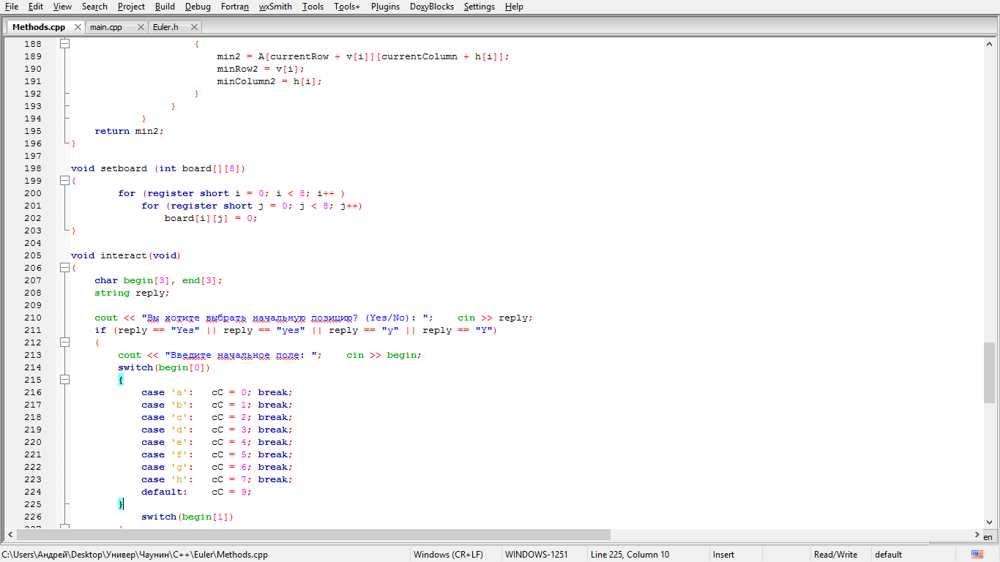 File Edit View Search Project Build Debug Fortran wxSmith Tools Tools+ Plugins DoxyBlocks Settings Help
Methods.cpp main.cpp Euler.h
188 {
189 min2 = A[currentRow + v[i]][currentColumn + h[i]];
190 minRow2 = v[i];
191 minColumn2 = h[i];
192 }
193 }
194 }
195 return min2;
196 }
197
198 void setboard (int board[][8])
199 {
200 for (register short i = 0; i < 8; i++ )
201 for (register short j = 0; j < 8; j++)
202 board[i][j] = 0;
203 }
204
205 void interact(void)
206 {
207 char begin[3], end[3];
208 string reply;
209
210 cout << "Вы хотите выбрать начальную позицию? (Yes/No): "; cin >> reply;
211 if (reply == "Yes" || reply == "yes" || reply == "y" || reply == "Y")
212 {
213 cout << "Введите начальное поле: "; cin >> begin;
214 switch(begin[0])
215 {
216 case 'a': cC = 0; break;
217 case 'b': cC = 1; break;
218 case 'c': cC = 2; break;
219 case 'd': cC = 3; break;
220 case 'e': cC = 4; break;
221 case 'f': cC = 5; break;
222 case 'g': cC = 6; break;
223 case 'h': cC = 7; break;
224 default: cC = 9;
225 }
226 switch(begin[1])
en
C:\Users\Андрей\Desktop\Универ\Чаунин\C++\Euler\Methods.cpp Windows (CR+LF) WINDOWS-1251 Line 225, Column 10 Insert Read/Write default